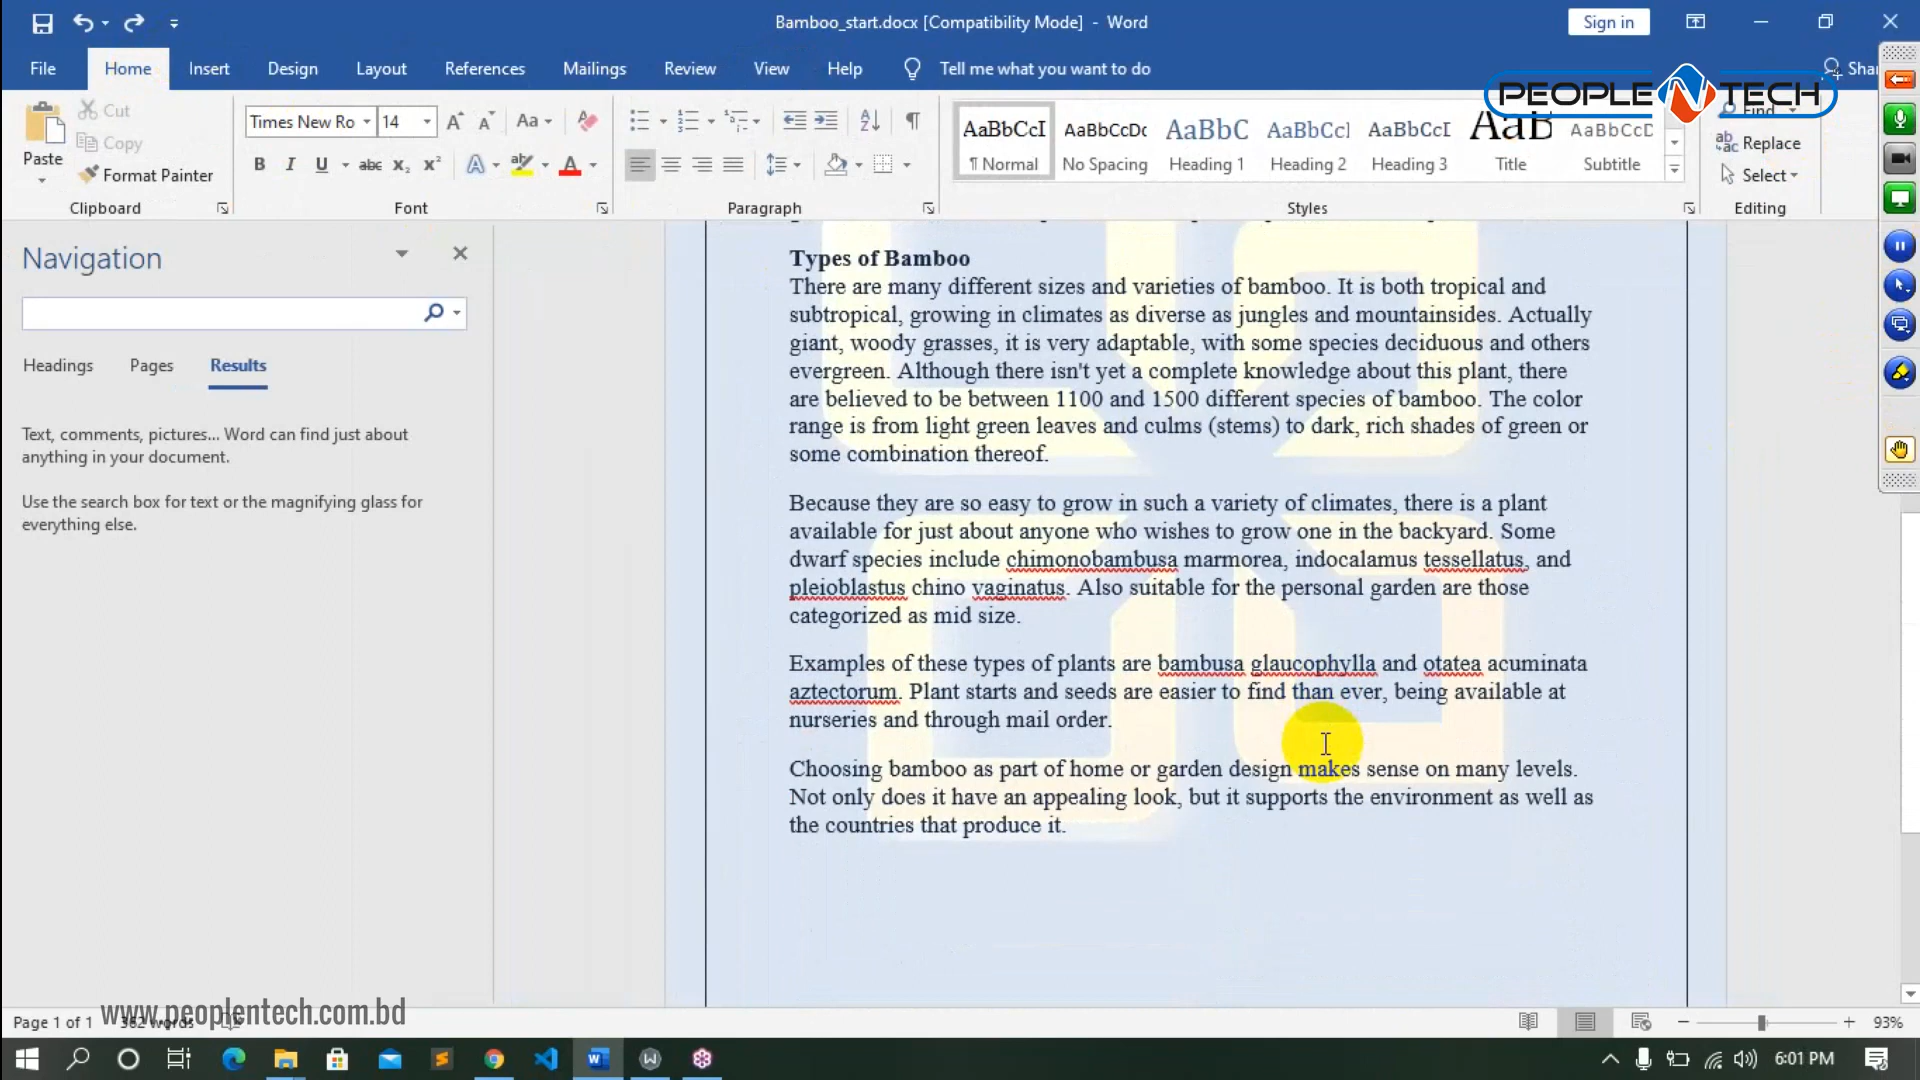 Bamboo_start.docx [Compatibility Mode] - Word
Sign in
File Home Insert Design Layout References Mailings Review View Help Tell me what you want to do
PEOPLE N TECH
Cut
Copy
Paste
Format Painter
Clipboard
Times New Ro 14
Font
Paragraph
AaBbCcI AaBbCcDc AaBbC AaBbCcI AaBbCcI AaB AaBbCcD
¶ Normal No Spacing Heading 1 Heading 2 Heading 3 Title Subtitle
Styles
Find
Replace
Select
Editing
Navigation
Headings Pages Results
Text, comments, pictures... Word can find just about
anything in your document.
Use the search box for text or the magnifying glass for
everything else.
Types of Bamboo
There are many different sizes and varieties of bamboo. It is both tropical and
subtropical, growing in climates as diverse as jungles and mountainsides. Actually
giant, woody grasses, it is very adaptable, with some species deciduous and others
evergreen. Although there isn't yet a complete knowledge about this plant, there
are believed to be between 1100 and 1500 different species of bamboo. The color
range is from light green leaves and culms (stems) to dark, rich shades of green or
some combination thereof.
Because they are so easy to grow in such a variety of climates, there is a plant
available for just about anyone who wishes to grow one in the backyard. Some
dwarf species include chimonobambusa marmorea, indocalamus tessellatus, and
pleioblastus chino vaginatus. Also suitable for the personal garden are those
categorized as mid size.
Examples of these types of plants are bambusa glaucophylla and otatea acuminata
aztectorum. Plant starts and seeds are easier to find than ever, being available at
nurseries and through mail order.
Choosing bamboo as part of home or garden design makes sense on many levels.
Not only does it have an appealing look, but it supports the environment as well as
the countries that produce it.
www.peoplentech.com.bd
Page 1 of 1 362 words
93%
6:01 PM